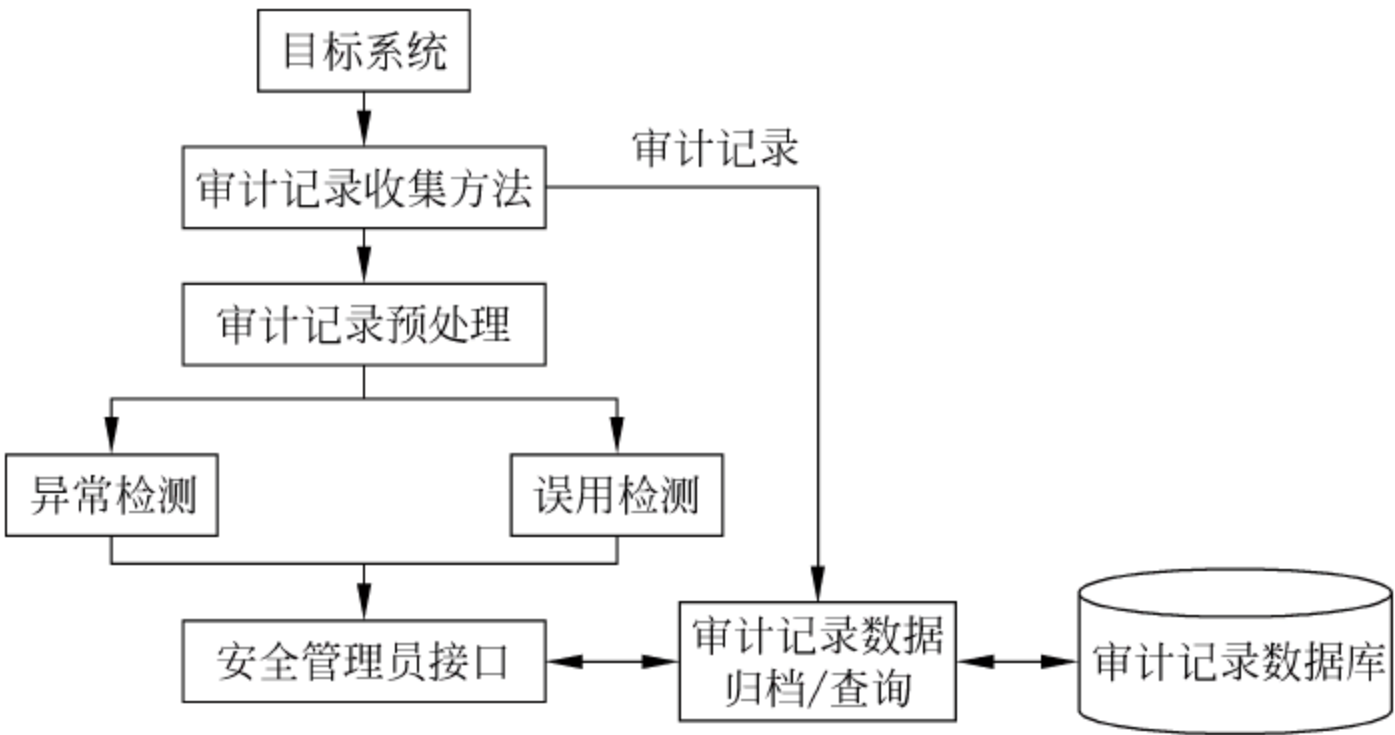 目标系统
审计记录
审计记录收集方法
审计记录预处理
异常检测
误用检测
安全管理员接口
审计记录数据
归档/查询
审计记录数据库